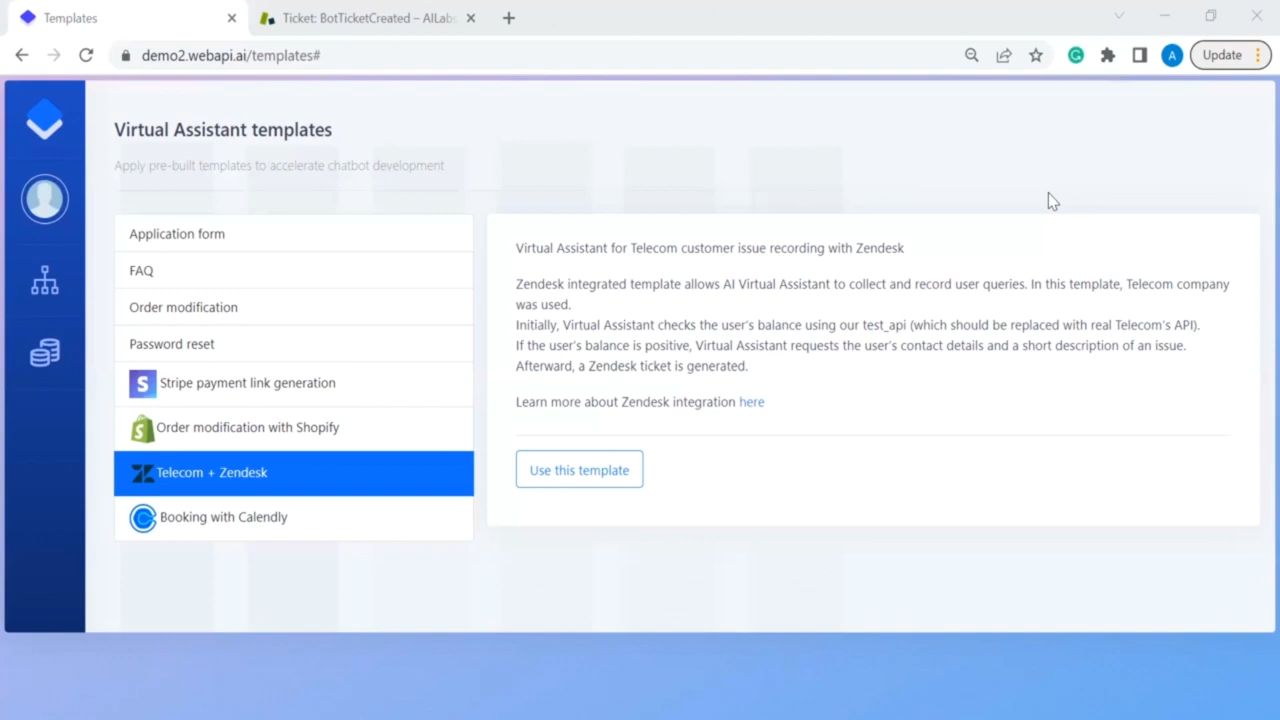 Templates
Ticket: BotTicketCreated – AILabs
demo2.webapi.ai/templates#
A
Update
Virtual Assistant templates
Apply pre-built templates to accelerate chatbot development
Application form
FAQ
Order modification
Password reset
S Stripe payment link generation
Order modification with Shopify
Telecom + Zendesk
Booking with Calendly
Virtual Assistant for Telecom customer issue recording with Zendesk
Zendesk integrated template allows AI Virtual Assistant to collect and record user queries. In this template, Telecom company
was used.
Initially, Virtual Assistant checks the user's balance using our test_api (which should be replaced with real Telecom's API).
If the user's balance is positive, Virtual Assistant requests the user's contact details and a short description of an issue.
Afterward, a Zendesk ticket is generated.
Learn more about Zendesk integration here
Use this template